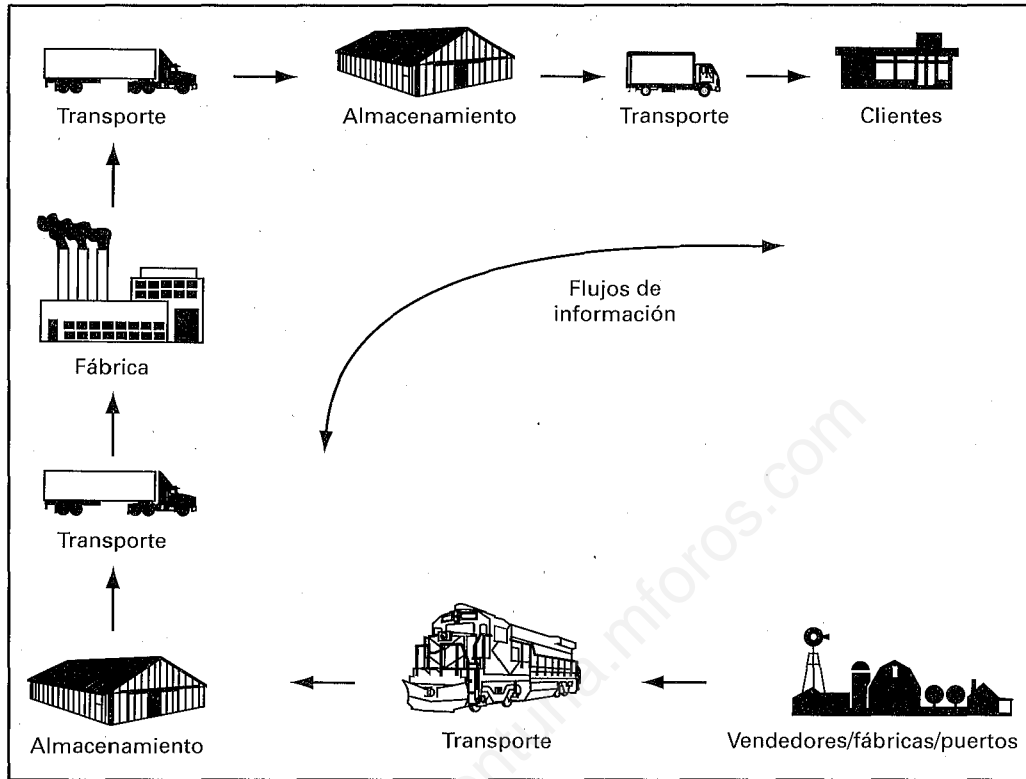 Transporte
Almacenamiento
Transporte
Clientes
Flujos de
información
Fábrica
Transporte
Almacenamiento
Transporte
Vendedores/fábricas/puertos